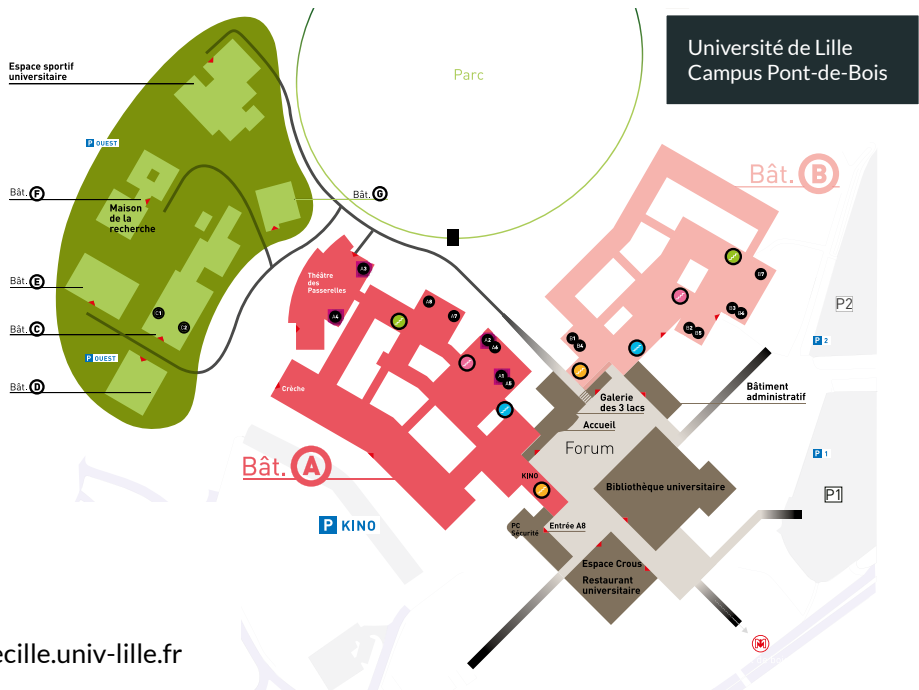 Université de Lille
Campus Pont-de-Bois
Espace sportif
universitaire
Parc
P OUEST
Bât. B
Bât. F
Bât. G
Maison
de la
recherche
Théâtre
des
Passerelles
A3
A4
A8
A7
A2
A6
A1
A5
B7
B3
B6
B2
B5
B1
B4
P2
P 2
Bât. E
C1
C2
Bât. C
P OUEST
Bât. D
Crèche
Galerie
des 3 lacs
Bâtiment
administratif
Accueil
Forum
Bât. A
P 1
KINO
Bibliothèque universitaire
P1
P KINO
PC
Sécurité
Entrée A8
Espace Crous
Restaurant
universitaire
M
ecille.univ-lille.fr